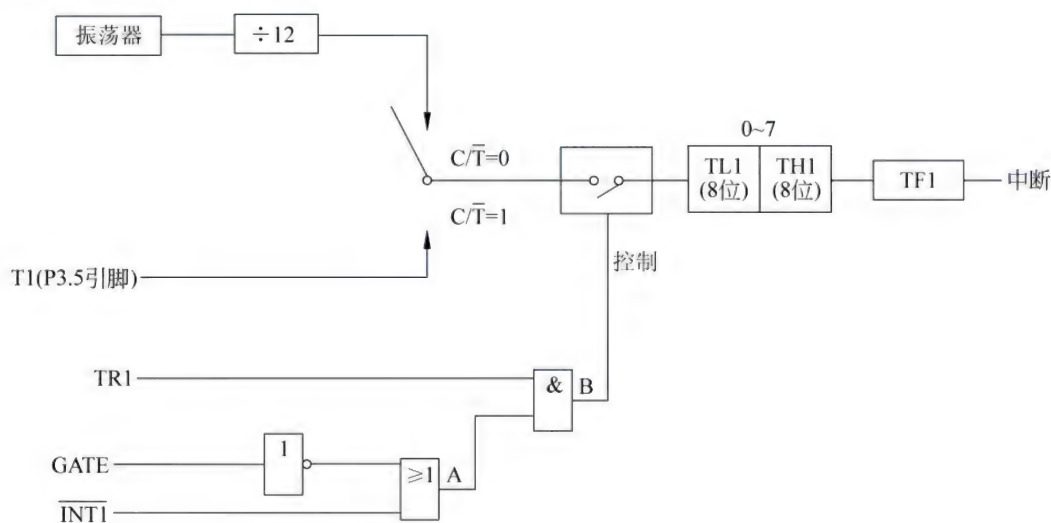 振荡器
÷12
0~7
C/T̅=0
TL1
(8位)
TH1
(8位)
TF1
中断
C/T̅=1
控制
T1(P3.5引脚)
TR1
&
B
GATE
1
≥1
A
I̅N̅T̅1̅